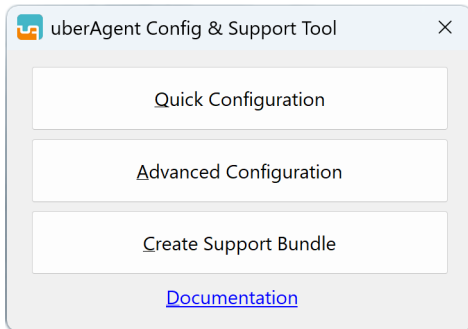 uberAgent Config & Support Tool
Quick Configuration
Advanced Configuration
Create Support Bundle
Documentation